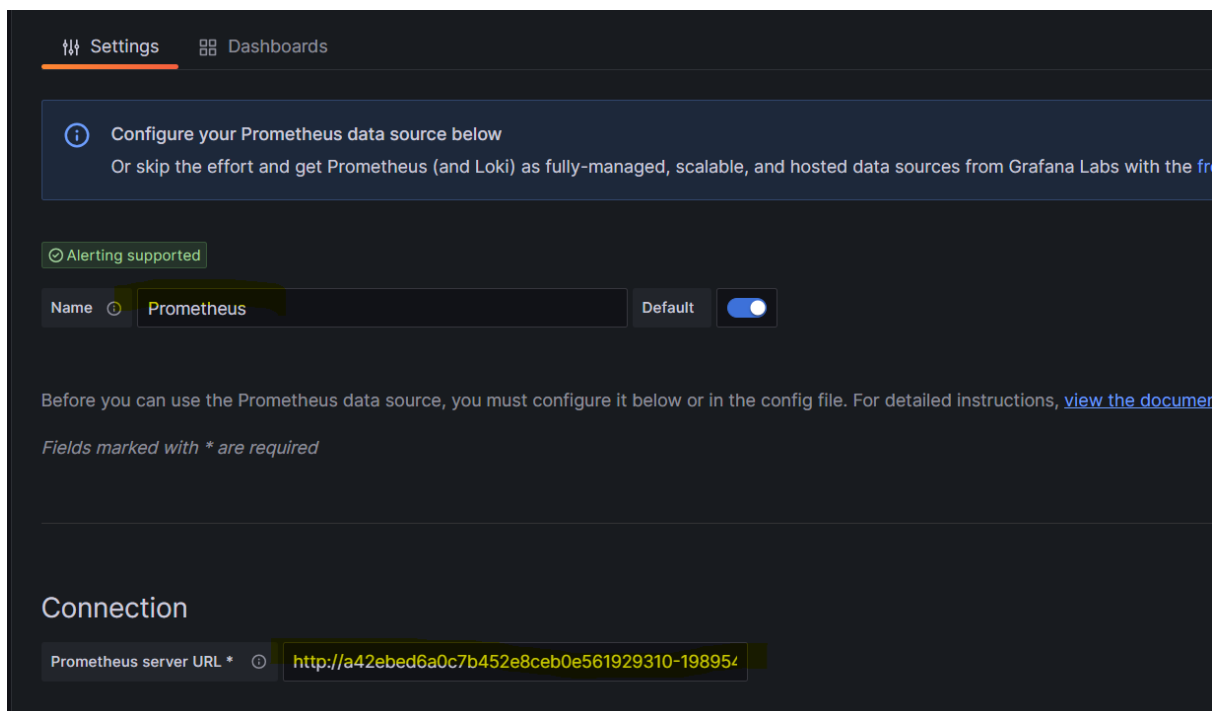 Settings Dashboards
Configure your Prometheus data source below
Or skip the effort and get Prometheus (and Loki) as fully-managed, scalable, and hosted data sources from Grafana Labs with the
Alerting supported
Name Prometheus Default
Before you can use the Prometheus data source, you must configure it below or in the config file. For detailed instructions, view the
Fields marked with * are required
Connection
Prometheus server URL * http://a42ebed6a0c7b452e8ceb0e561929310-198954